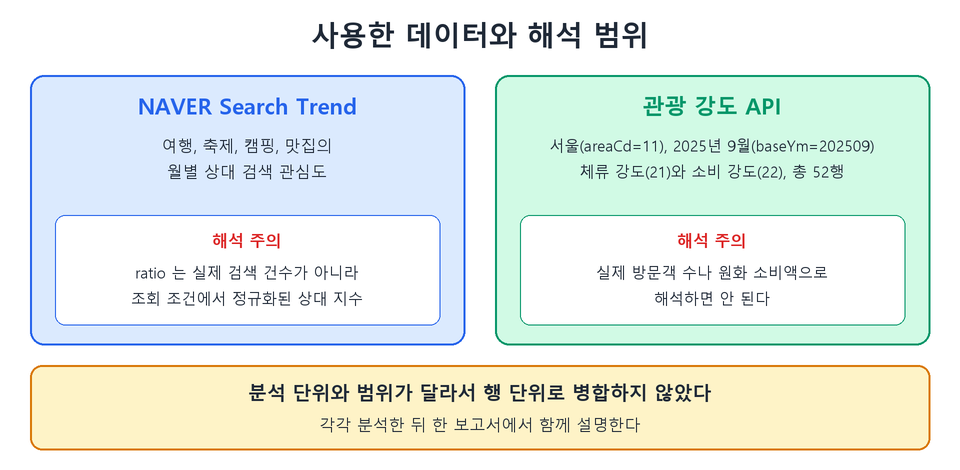 사용한 데이터와 해석 범위
NAVER Search Trend
여행, 축제, 캠핑, 맛집의
월별 상대 검색 관심도
해석 주의
ratio 는 실제 검색 건수가 아니라
조회 조건에서 정규화된 상대 지수
관광 강도 API
서울(areaCd=11), 2025년 9월(baseYm=202509)
체류 강도(21)와 소비 강도(22), 총 52행
해석 주의
실제 방문객 수나 원화 소비액으로
해석하면 안 된다
분석 단위와 범위가 달라서 행 단위로 병합하지 않았다
각각 분석한 뒤 한 보고서에서 함께 설명한다